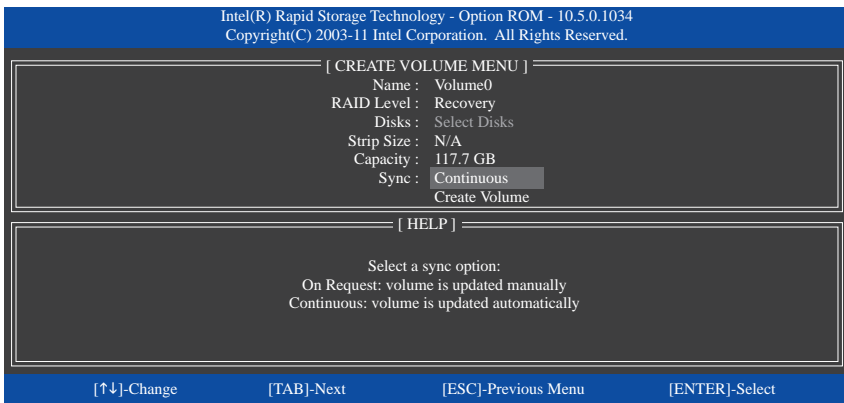 Intel(R) Rapid Storage Technology - Option ROM - 10.5.0.1034
Copyright(C) 2003-11 Intel Corporation. All Rights Reserved.
[ CREATE VOLUME MENU ]
Name : Volume0
RAID Level : Recovery
Disks : Select Disks
Strip Size : N/A
Capacity : 117.7 GB
Sync : Continuous
Create Volume
[ HELP ]
Select a sync option:
On Request: volume is updated manually
Continuous: volume is updated automatically
[↑↓]-Change [TAB]-Next [ESC]-Previous Menu [ENTER]-Select